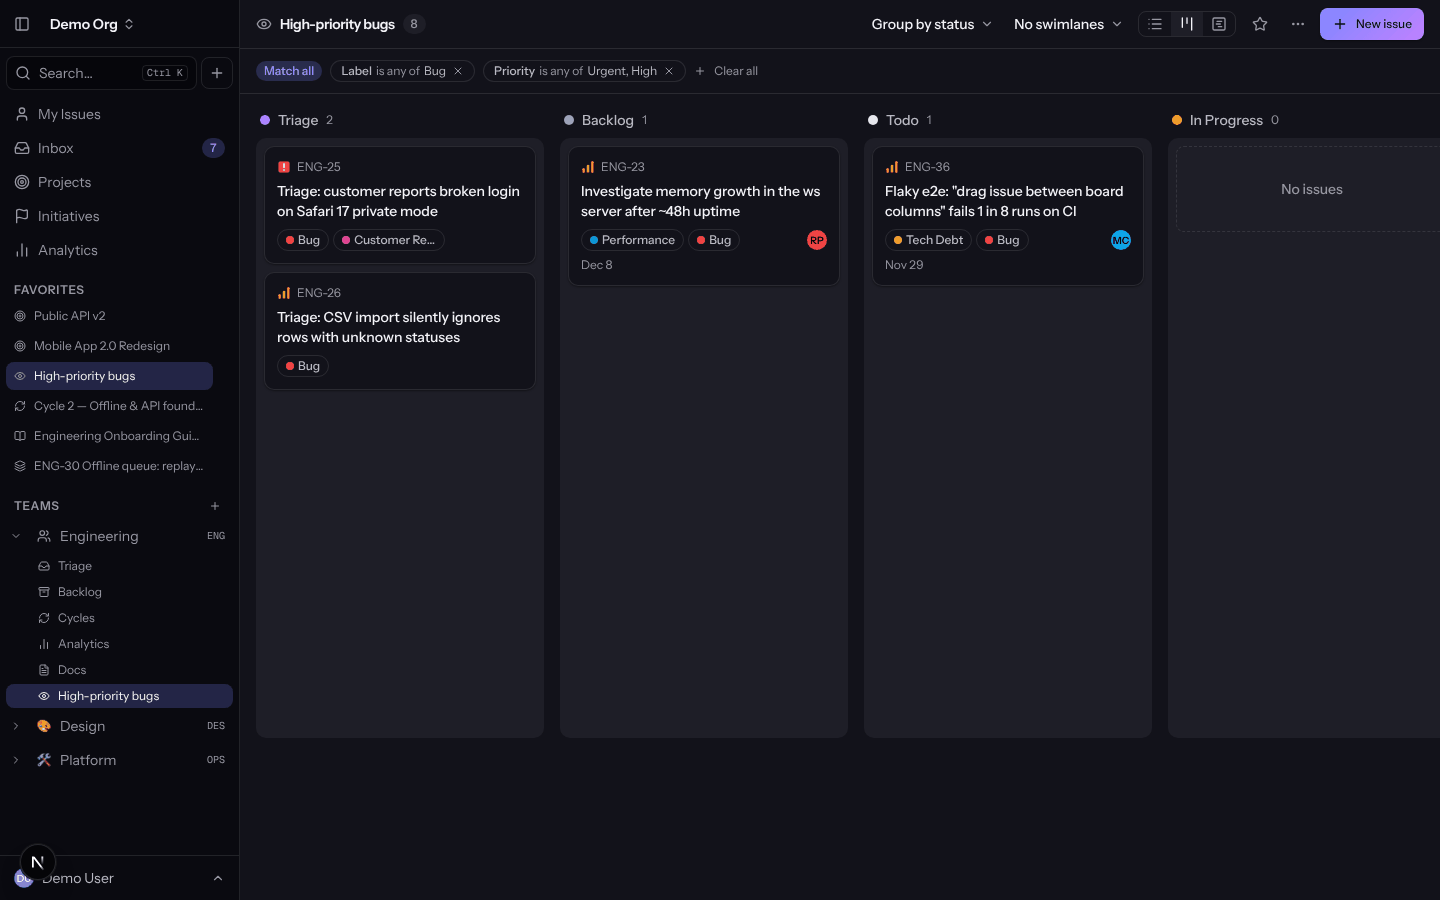 Demo Org
Search...
Ctrl K
My Issues
Inbox
7
Projects
Initiatives
Analytics
FAVORITES
Public API v2
Mobile App 2.0 Redesign
High-priority bugs
Cycle 2 — Offline & API found...
Engineering Onboarding Gui...
ENG-30 Offline queue: replay...
TEAMS
Engineering
ENG
Triage
Backlog
Cycles
Analytics
Docs
High-priority bugs
Design
DES
Platform
OPS
Demo User
High-priority bugs
8
Group by status
No swimlanes
New issue
Match all
Label is any of Bug
Priority is any of Urgent, High
Clear all
Triage 2
ENG-25
Triage: customer reports broken login
on Safari 17 private mode
Bug
Customer Re...
ENG-26
Triage: CSV import silently ignores
rows with unknown statuses
Bug
Backlog 1
ENG-23
Investigate memory growth in the ws
server after ~48h uptime
Performance
Bug
RP
Dec 8
Todo 1
ENG-36
Flaky e2e: "drag issue between board
columns" fails 1 in 8 runs on CI
Tech Debt
Bug
MC
Nov 29
In Progress 0
No issues